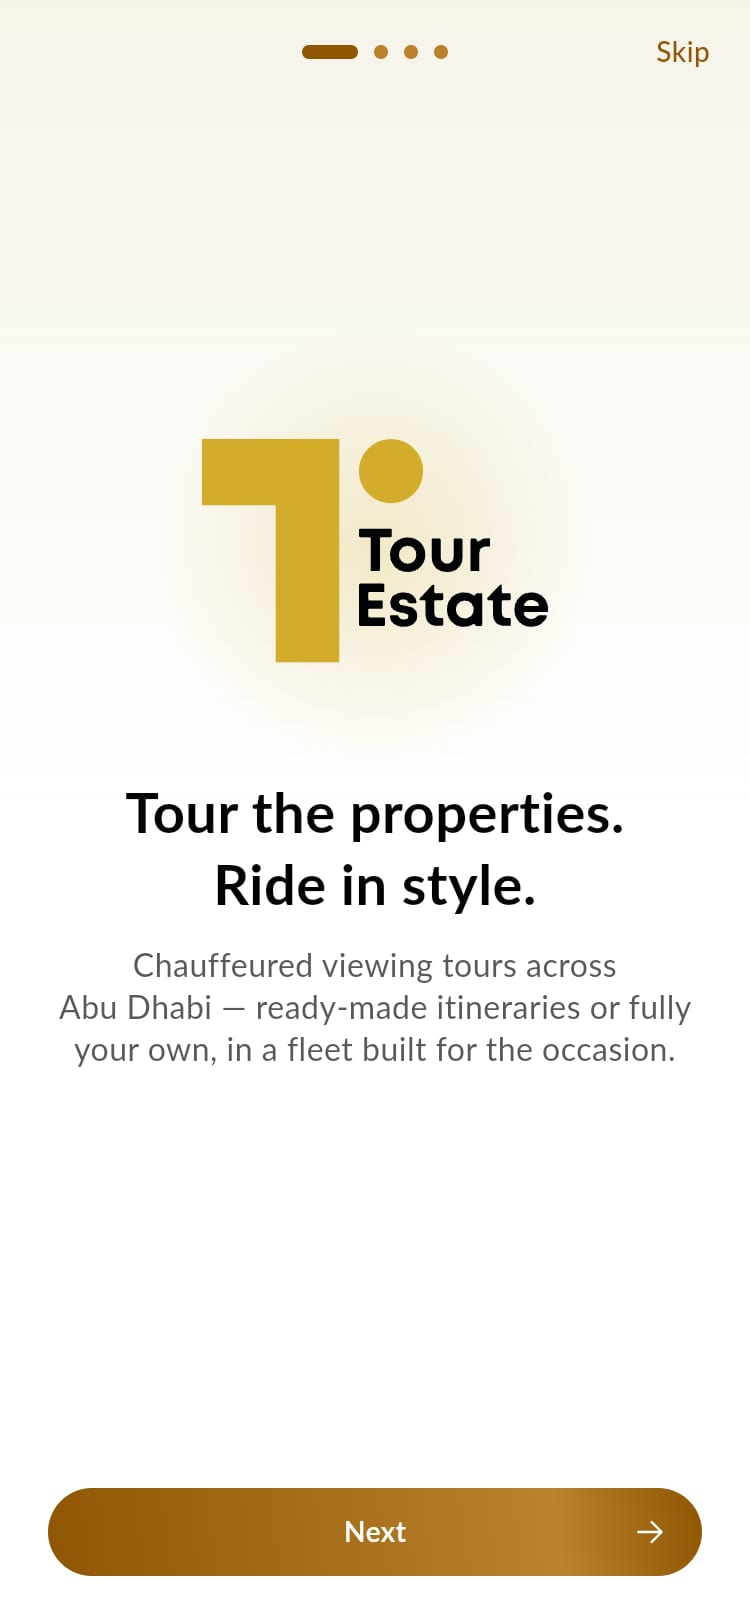 Skip
Tour
Estate
Tour the properties.
Ride in style.
Chauffeured viewing tours across
Abu Dhabi — ready-made itineraries or fully
your own, in a fleet built for the occasion.
Next